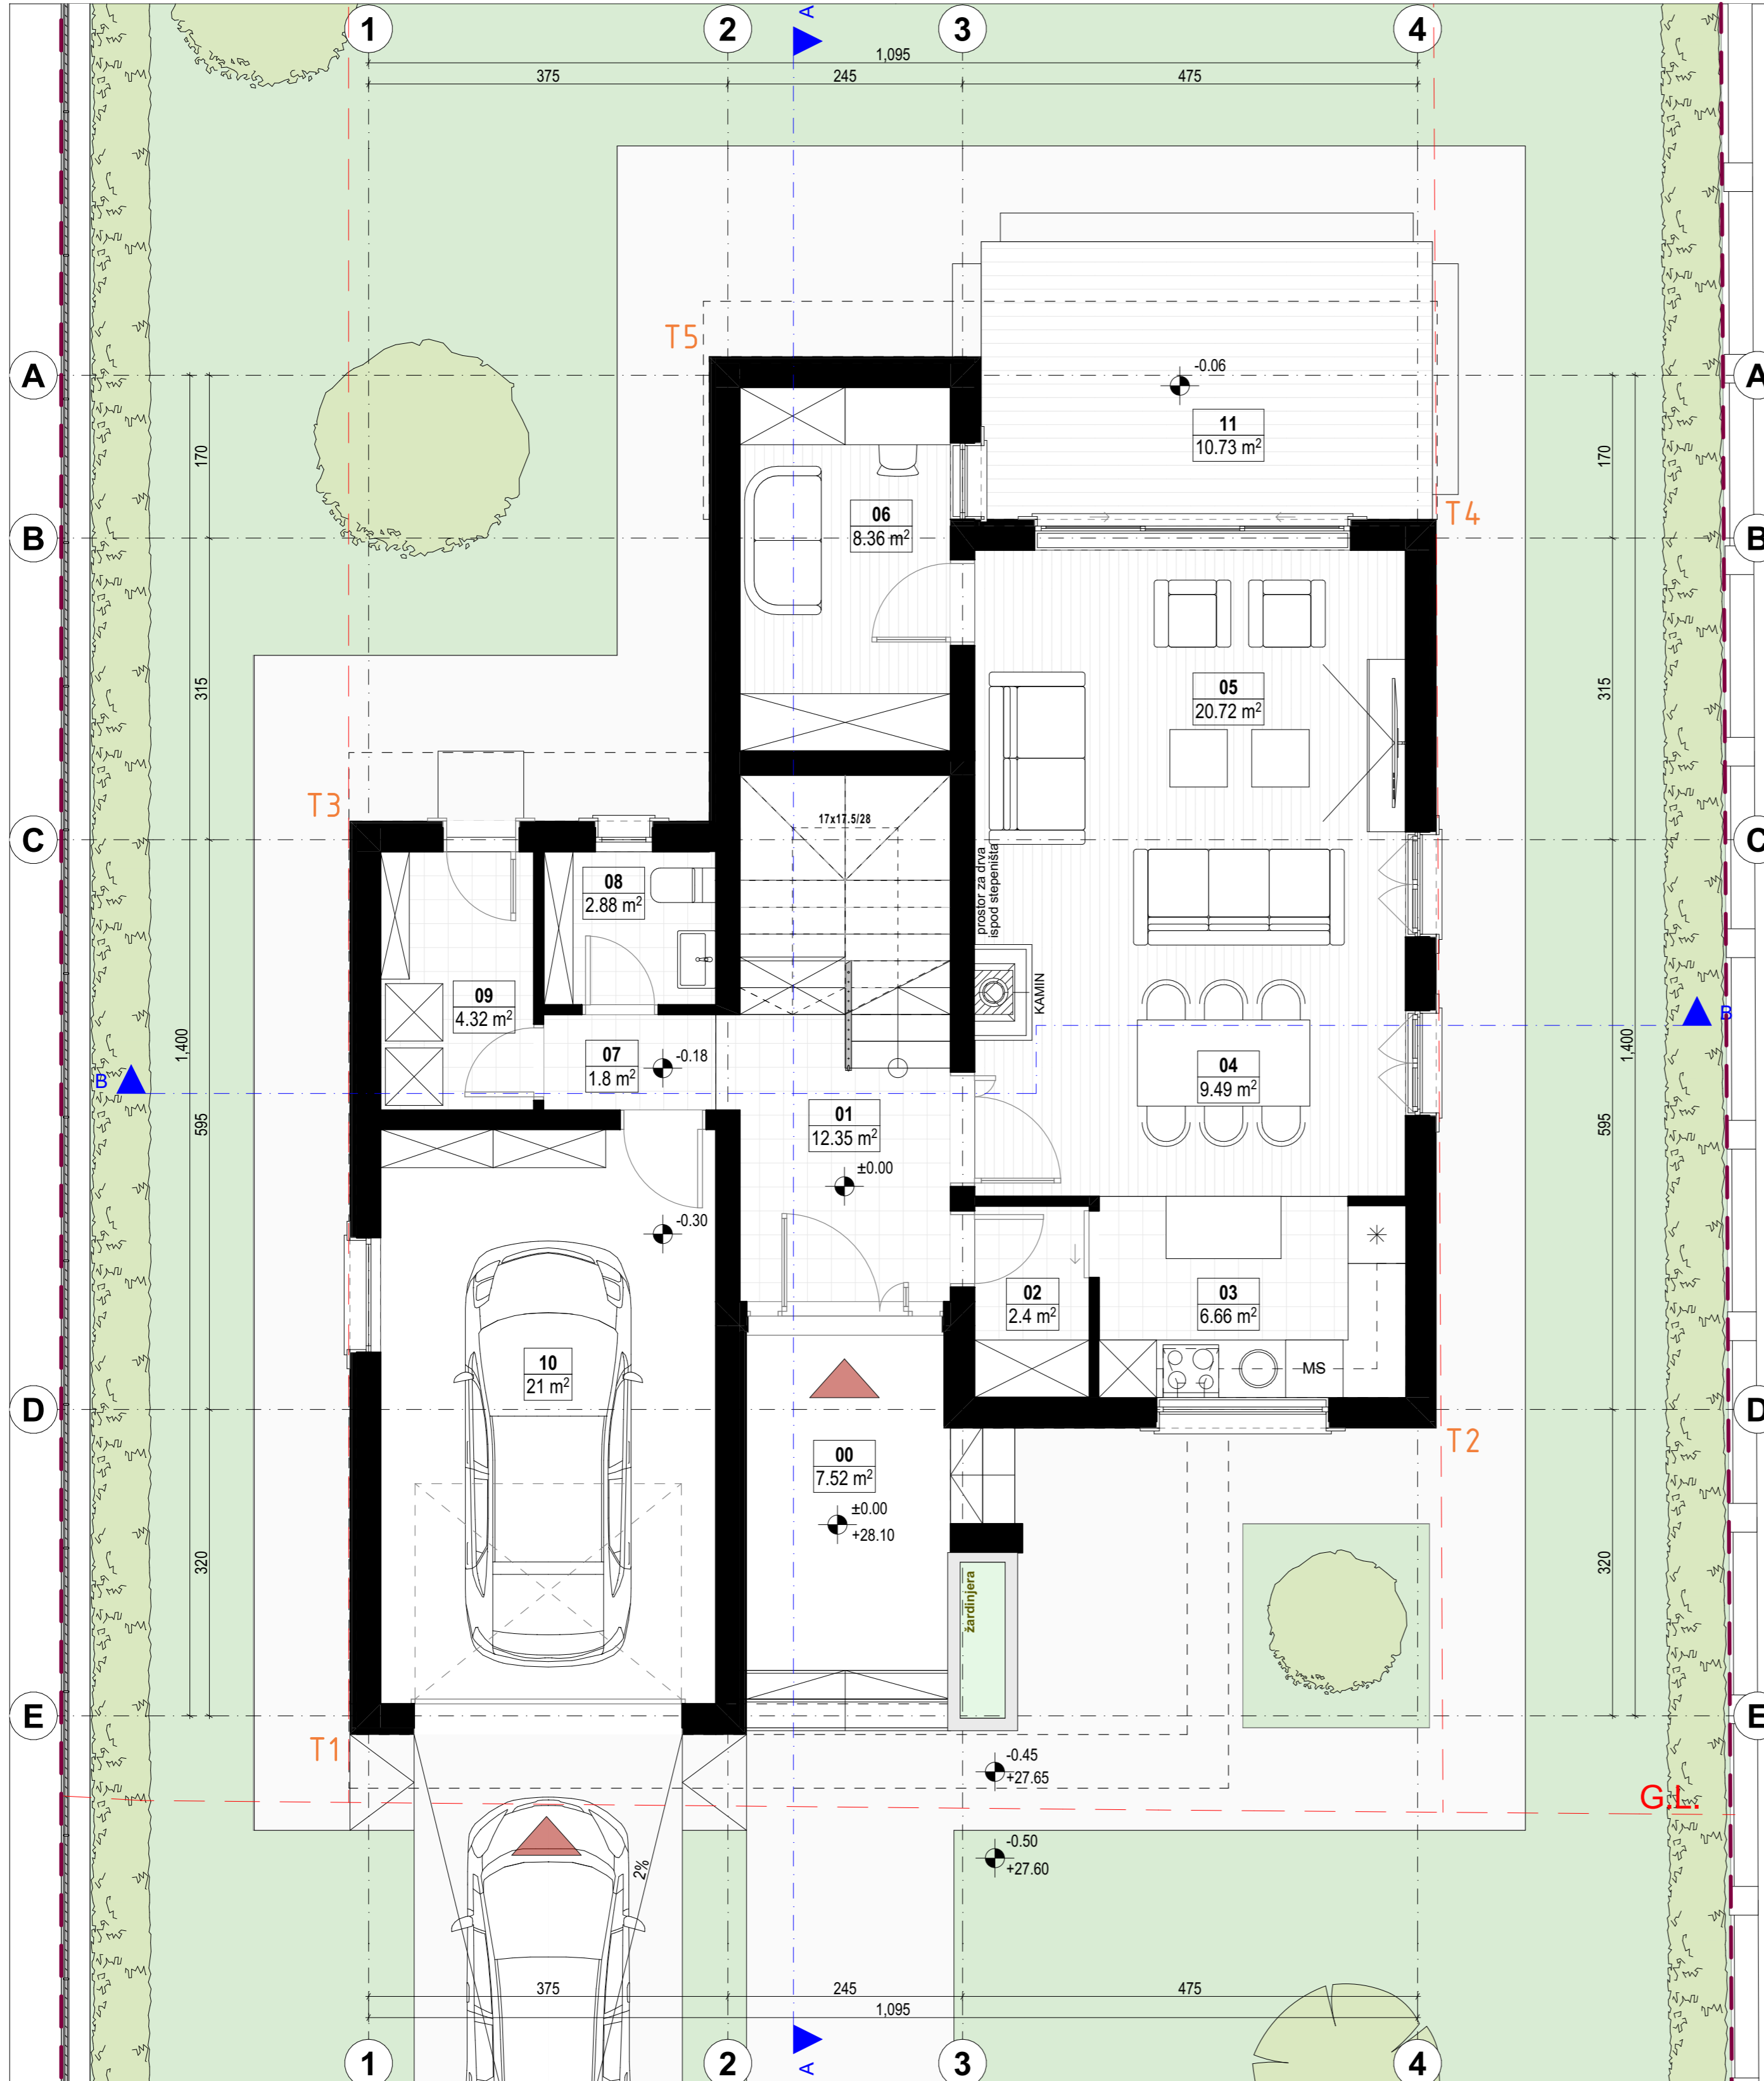 1
2
3
4
A
1,095
375
245
475
T5
A
A
-0.06
11
10.73 m²
170
170
T4
06
8.36 m²
B
B
315
05
20.72 m²
315
T3
17x17.5/28
C
C
prostor za drva
ispod stepeništa
08
2.88 m²
09
4.32 m²
KAMIN
B
1,400
1,400
07
1.8 m²
-0.18
04
9.49 m²
B
595
01
12.35 m²
±0.00
595
-0.30
02
2.4 m²
03
6.66 m²
10
21 m²
MS
D
D
T2
00
7.52 m²
±0.00
+28.10
320
320
žardinjera
E
E
T1
-0.45
+27.65
G.L.
-0.50
+27.60
2%
375
245
475
1,095
A
1
2
3
4